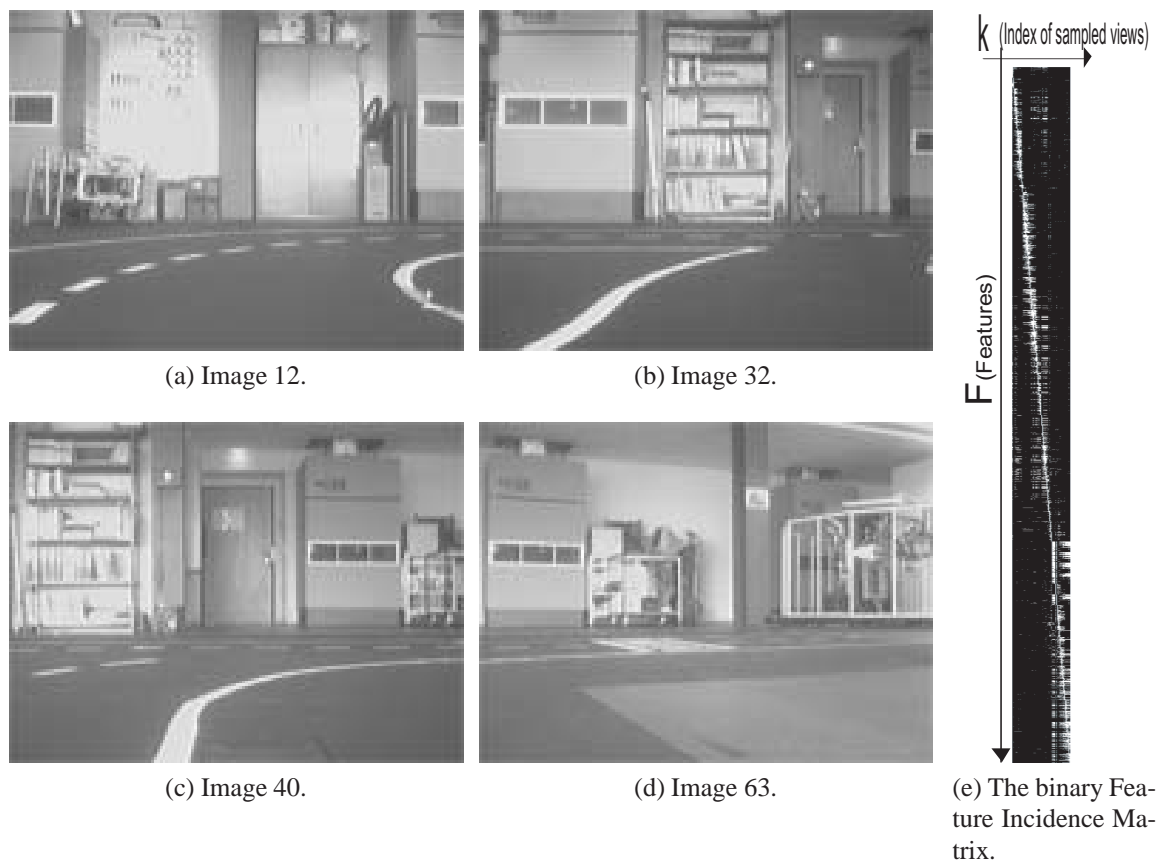 k (Index of sampled views)
F (Features)
(a) Image 12.
(b) Image 32.
(c) Image 40.
(d) Image 63.
(e) The binary Fea-
ture Incidence Ma-
trix.